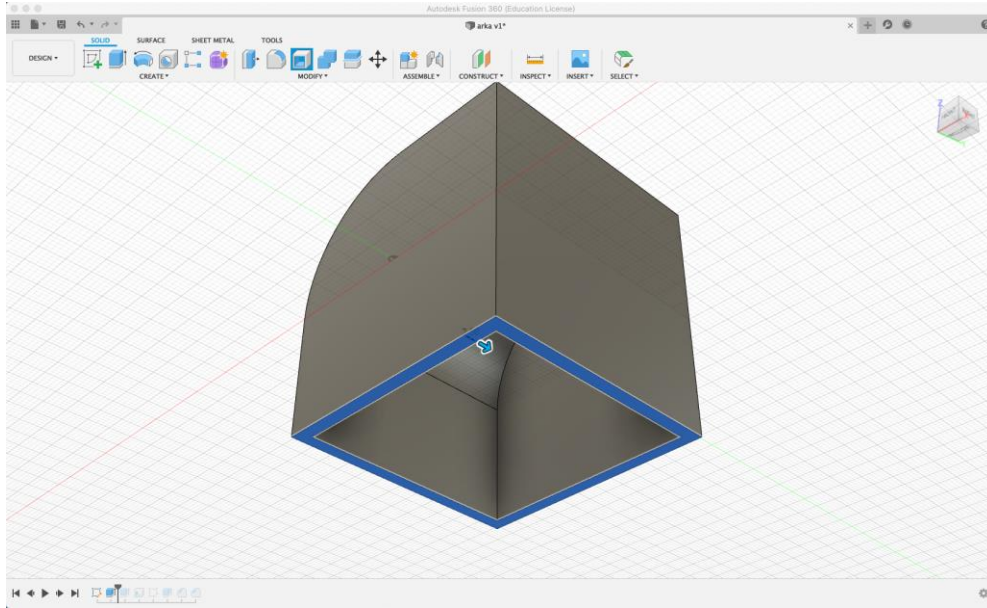 Autodesk Fusion 360 (Education License)
arka v1*
SOLID SURFACE SHEET METAL TOOLS
DESIGN
CREATE MODIFY ASSEMBLE CONSTRUCT INSPECT INSERT SELECT
Z